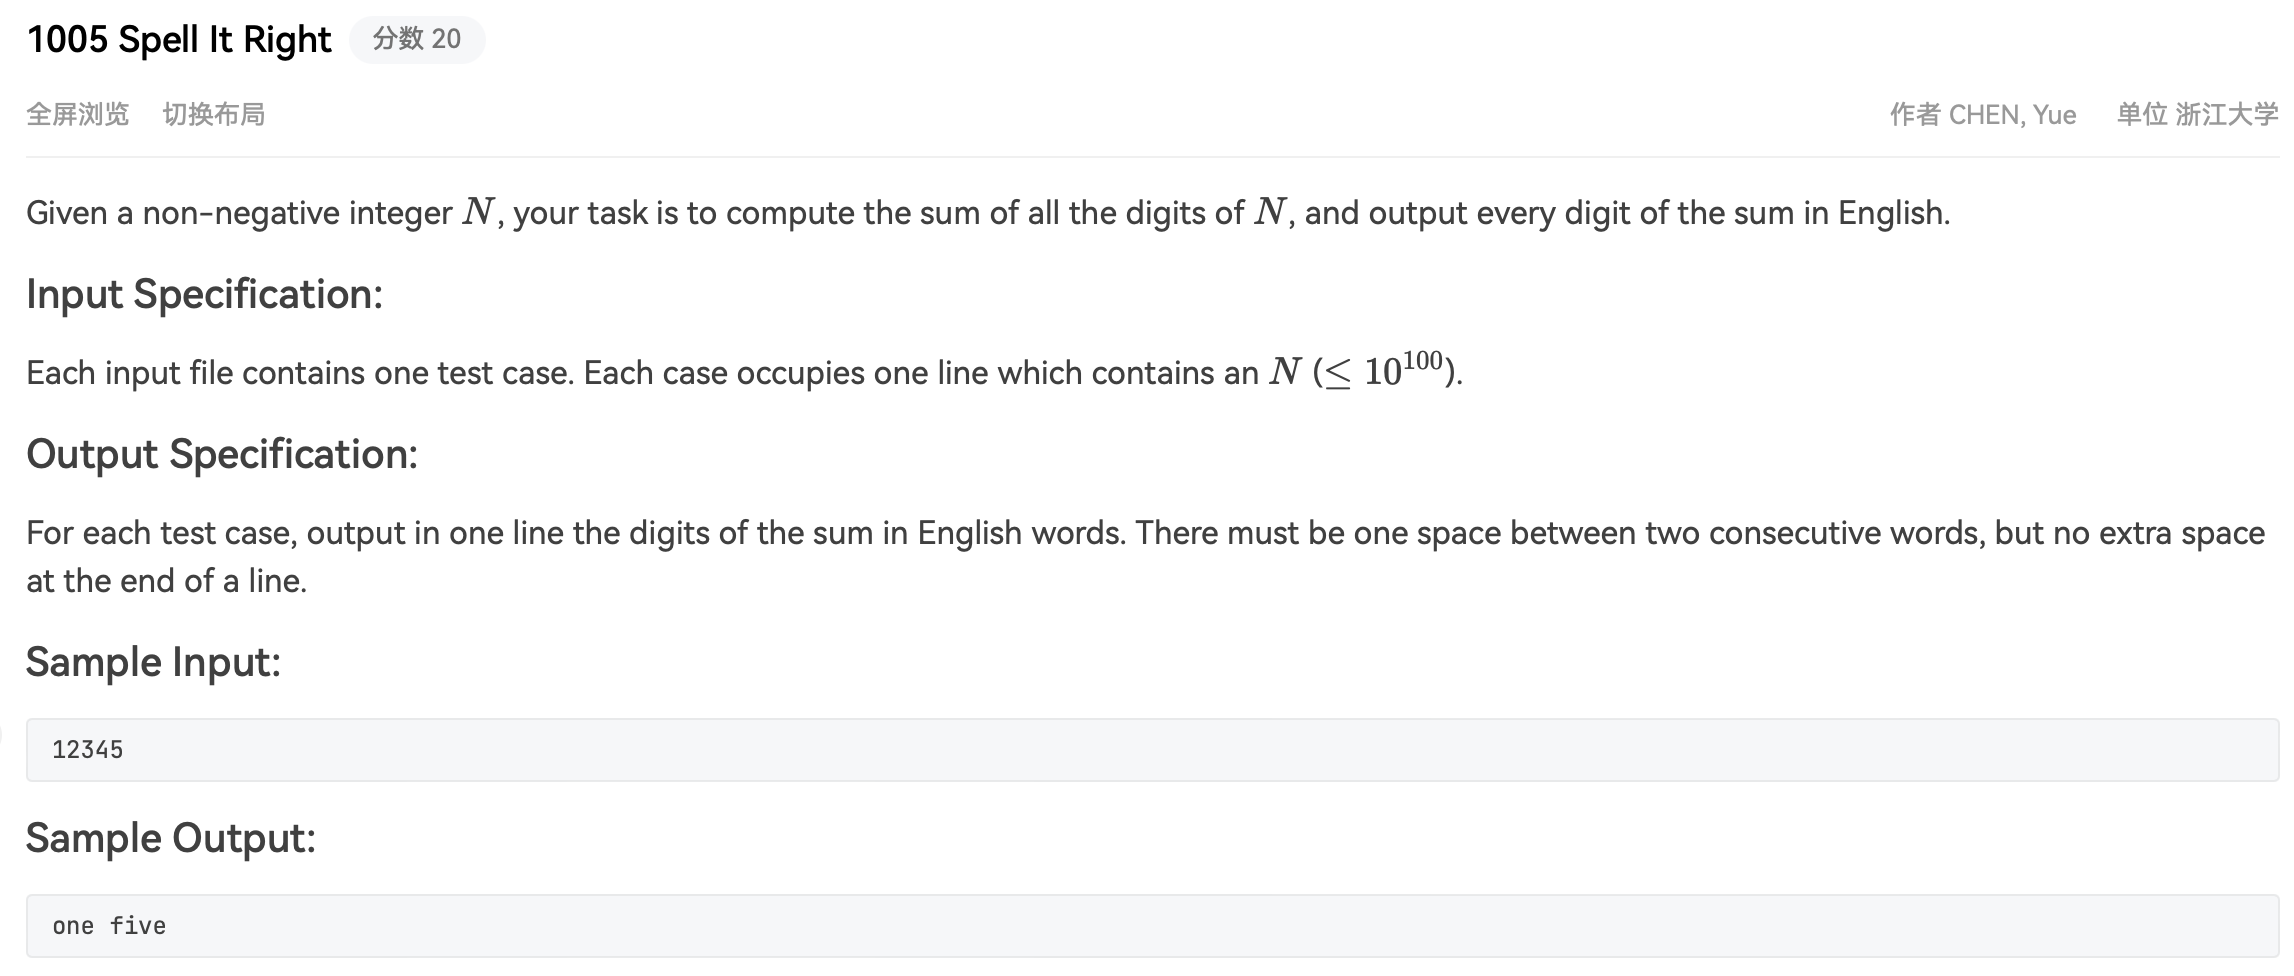 1005 Spell It Right 分数 20
全屏浏览 切换布局 作者 CHEN, Yue 单位 浙江大学
Given a non-negative integer N, your task is to compute the sum of all the digits of N, and output every digit of the sum in English.
Input Specification:
Each input file contains one test case. Each case occupies one line which contains an N (≤ 10^100).
Output Specification:
For each test case, output in one line the digits of the sum in English words. There must be one space between two consecutive words, but no extra space
at the end of a line.
Sample Input:
12345
Sample Output:
one five